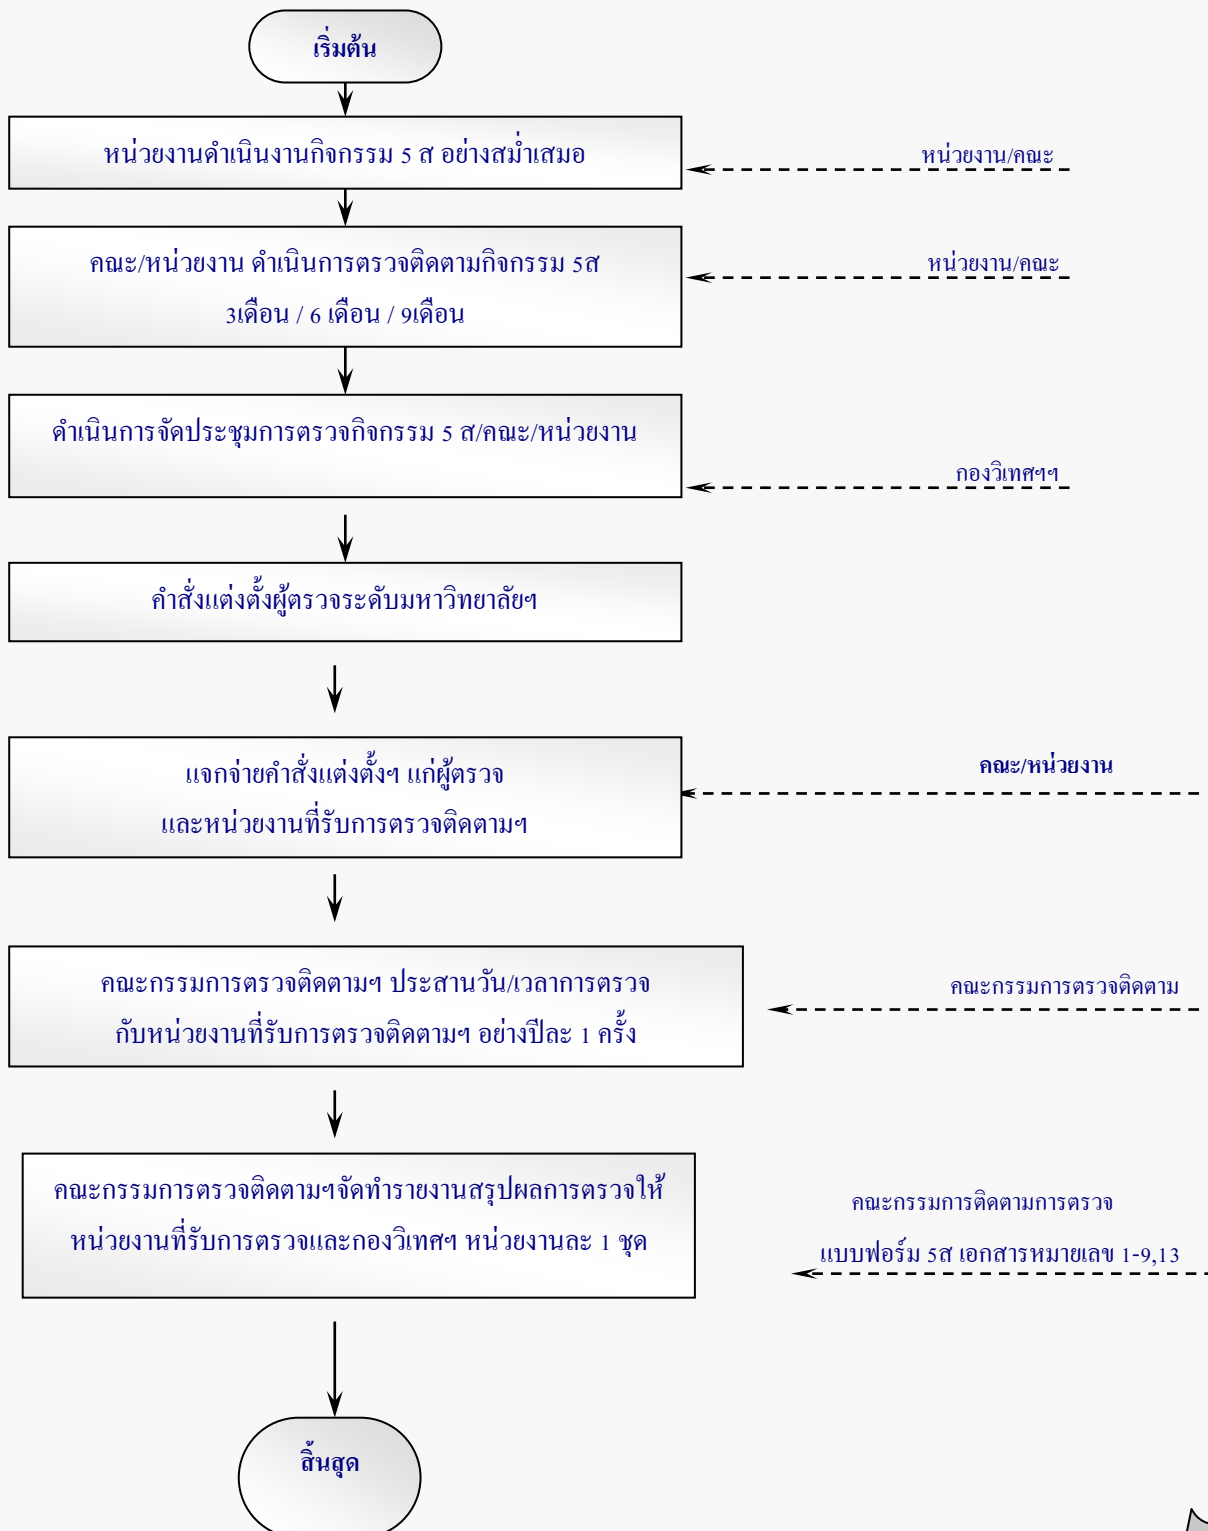 เริ่มต้น
หน่วยงานดำเนินงานกิจกรรม 5 ส อย่างสม่ำเสมอ
หน่วยงาน/คณะ
คณะ/หน่วยงาน ดำเนินการตรวจติดตามกิจกรรม 5ส
3เดือน / 6 เดือน / 9เดือน
หน่วยงาน/คณะ
ดำเนินการจัดประชุมการตรวจกิจกรรม 5 ส/คณะ/หน่วยงาน
กองวิเทศฯฯ
คำสั่งแต่งตั้งผู้ตรวจระดับมหาวิทยาลัยฯ
แจกจ่ายคำสั่งแต่งตั้งฯ แก่ผู้ตรวจ
และหน่วยงานที่รับการตรวจติดตามฯ
คณะ/หน่วยงาน
คณะกรรมการตรวจติดตามฯ ประสานวัน/เวลาการตรวจ
กับหน่วยงานที่รับการตรวจติดตามฯ อย่างปีละ 1 ครั้ง
คณะกรรมการตรวจติดตาม
คณะกรรมการตรวจติดตามฯจัดทำรายงานสรุปผลการตรวจให้
หน่วยงานที่รับการตรวจและกองวิเทศฯ หน่วยงานละ 1 ชุด
คณะกรรมการติดตามการตรวจ
แบบฟอร์ม 5ส เอกสารหมายเลข 1-9,13
สิ้นสุด